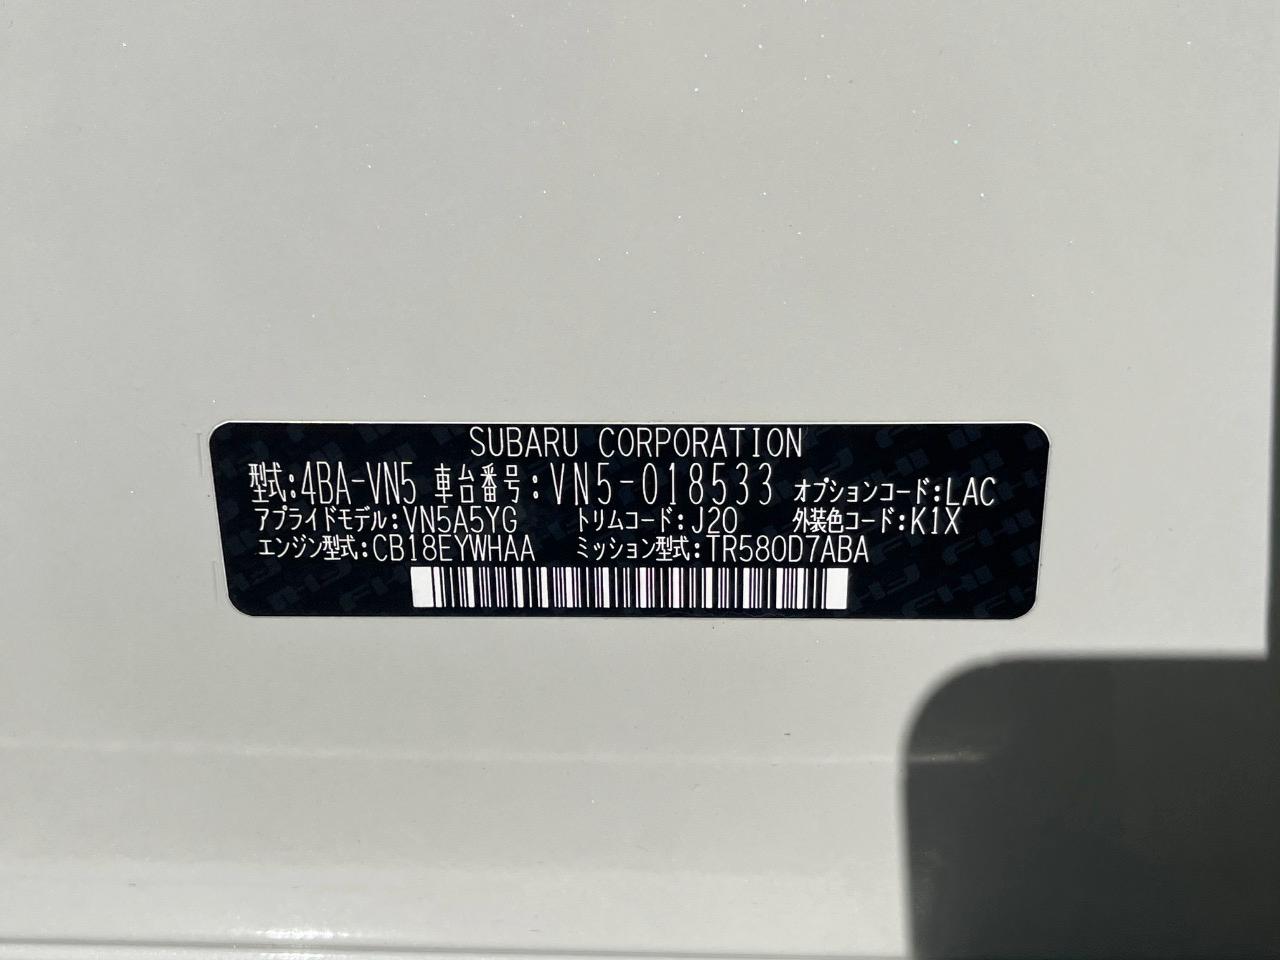 SUBARU CORPORATION
型式:4BA-VN5 車台番号:VN5-018533 オプションコード:LAC
アプライドモデル:VN5A5YG トリムコード:J20 外装色コード:K1X
エンジン型式:CB18EYWHAA ミッション型式:TR580D7ABA